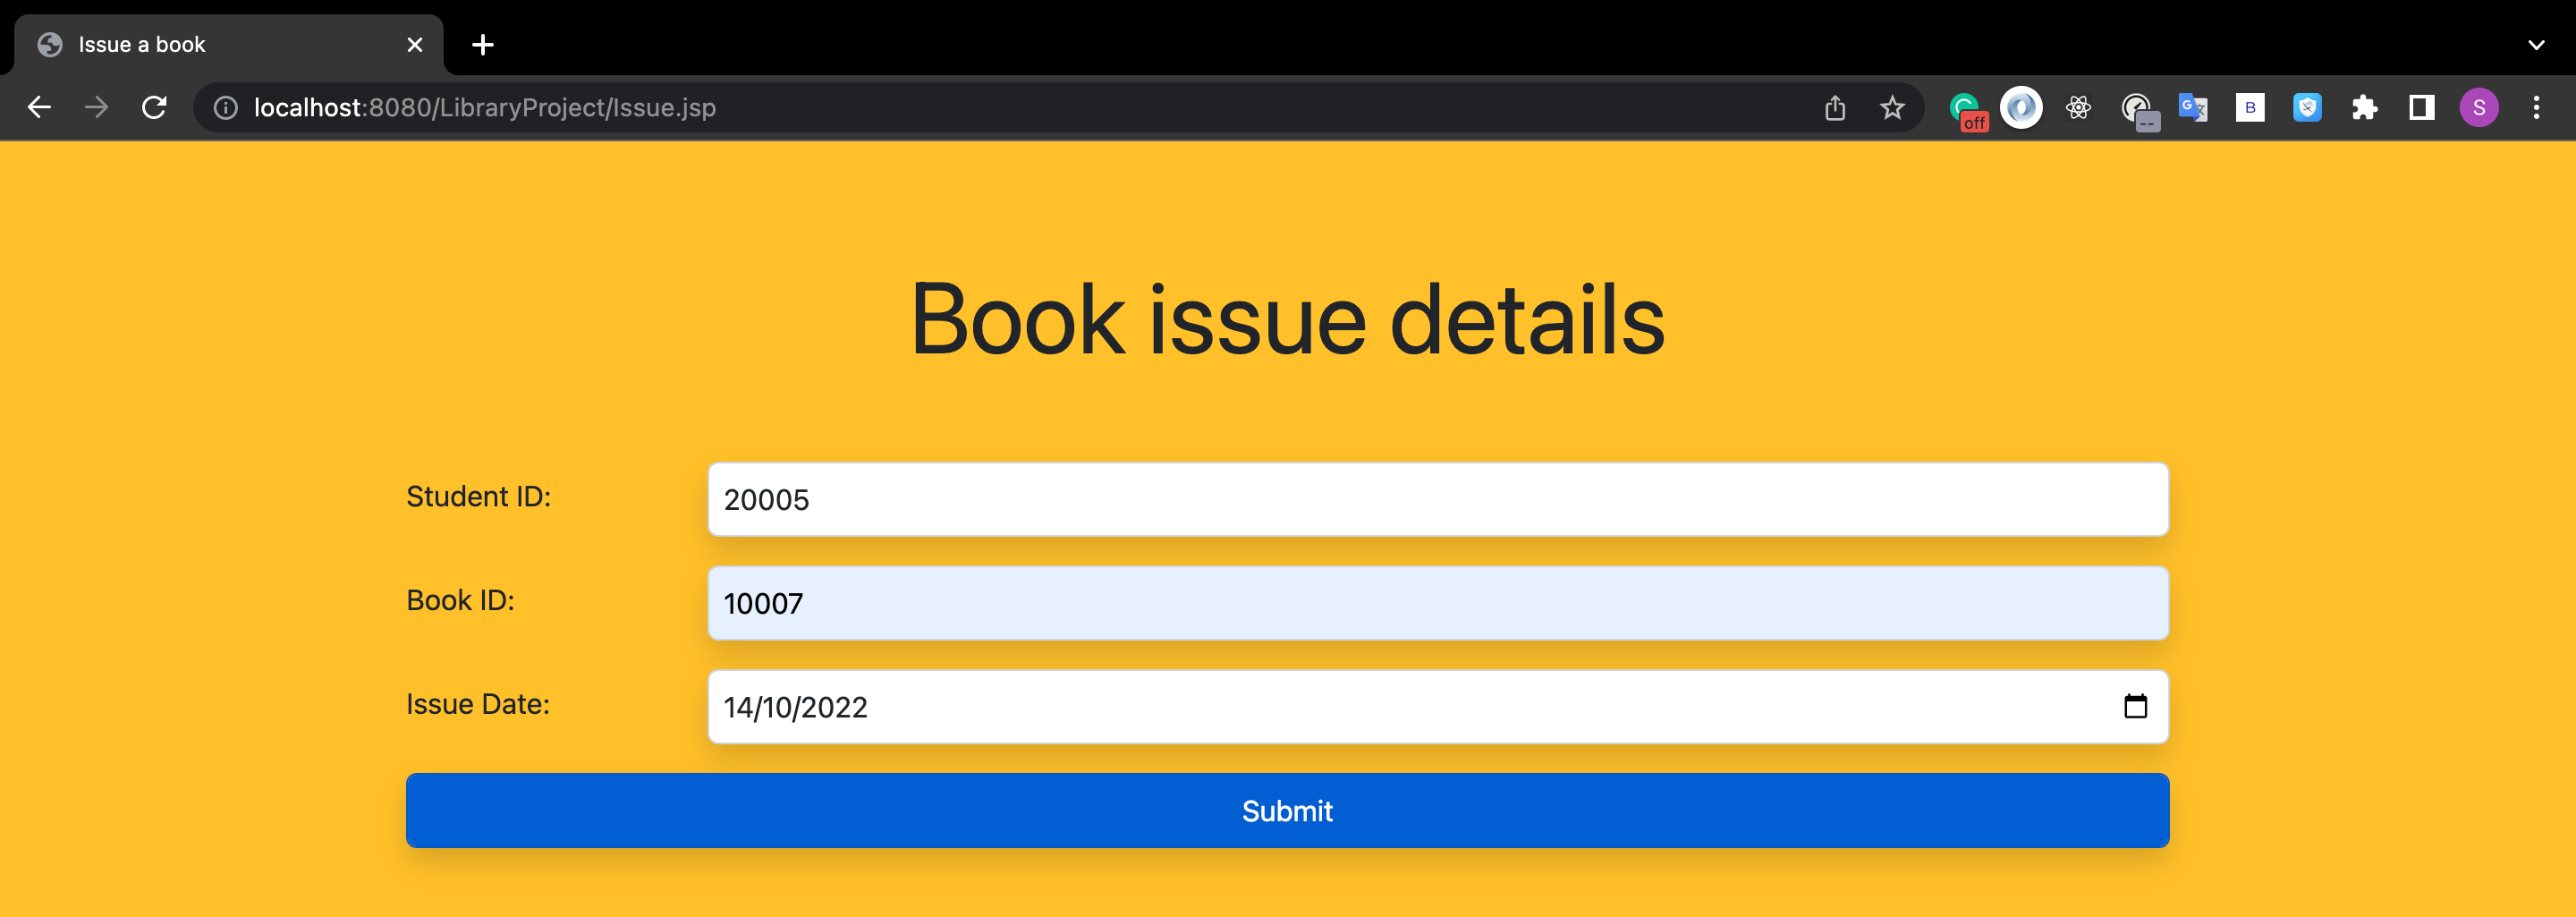 Issue a book
localhost:8080/LibraryProject/Issue.jsp
off
--
G
B
S
Book issue details
Student ID:
20005
Book ID:
10007
Issue Date:
14/10/2022
Submit